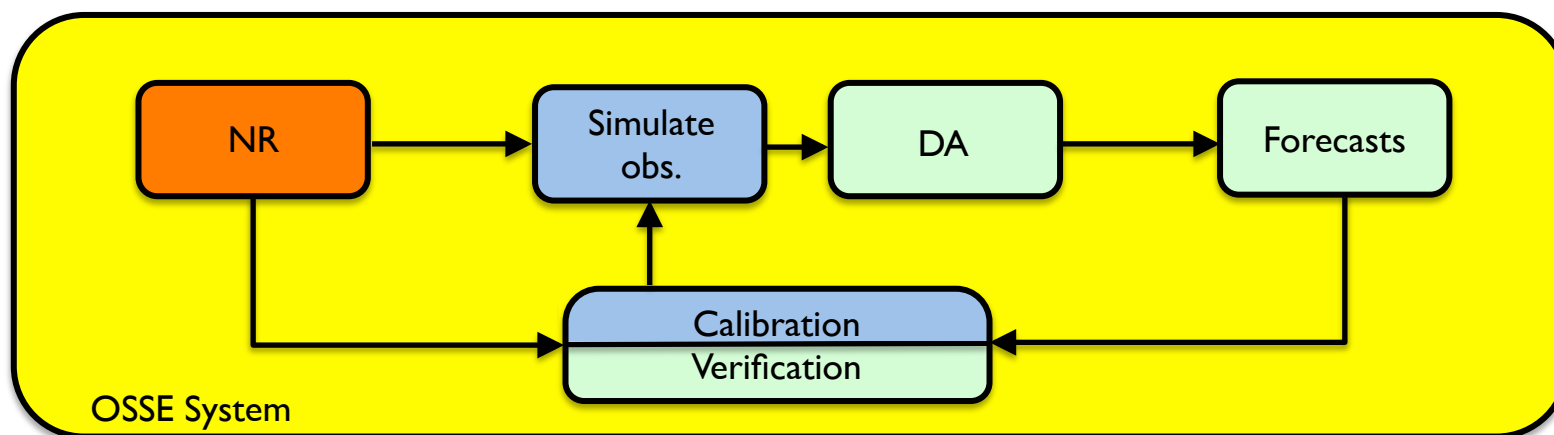 NR
Simulate
obs.
DA
Forecasts
Calibration
Verification
OSSE System